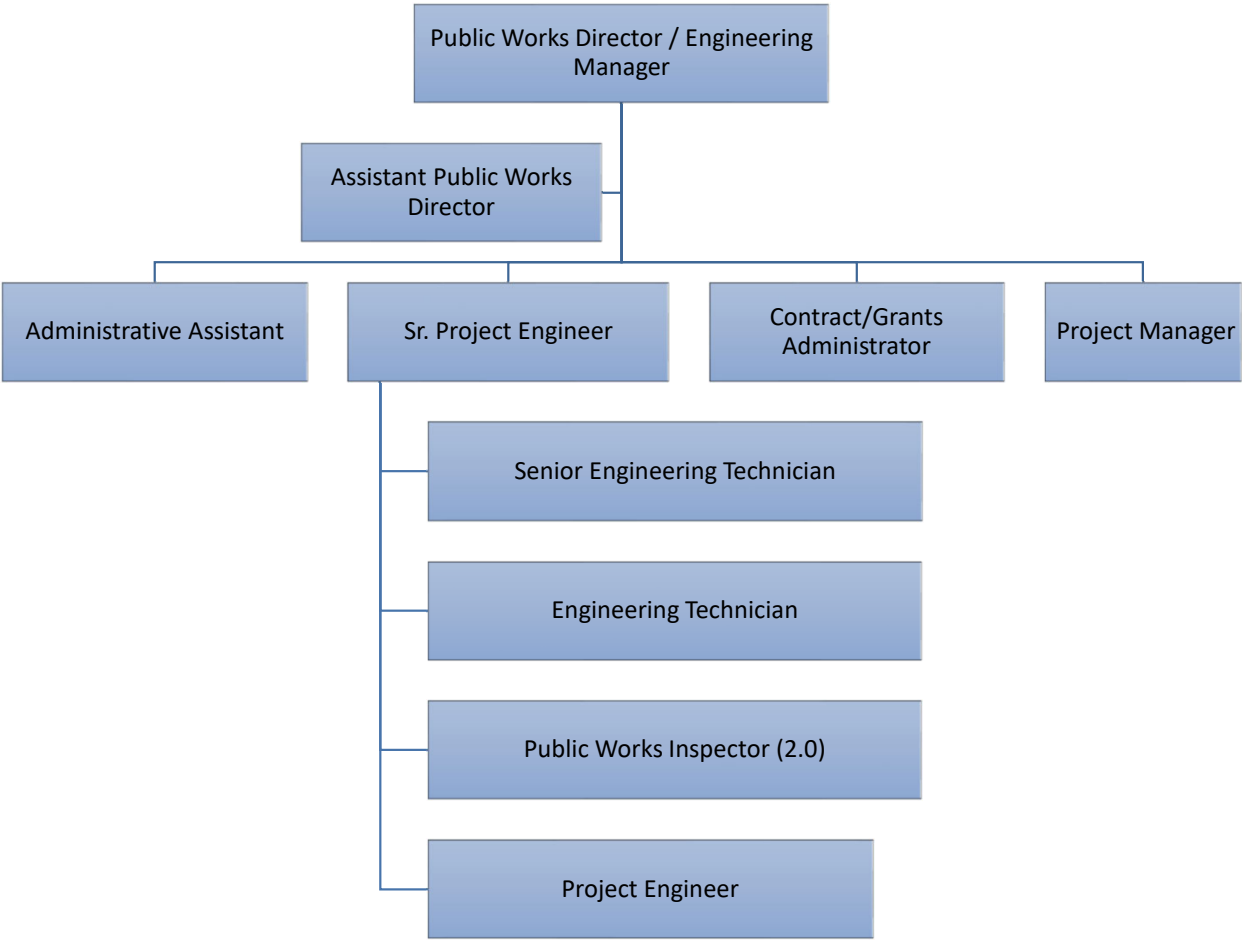 Public Works Director / Engineering
Manager
Assistant Public Works
Director
Administrative Assistant
Sr. Project Engineer
Contract/Grants
Administrator
Project Manager
Senior Engineering Technician
Engineering Technician
Public Works Inspector (2.0)
Project Engineer